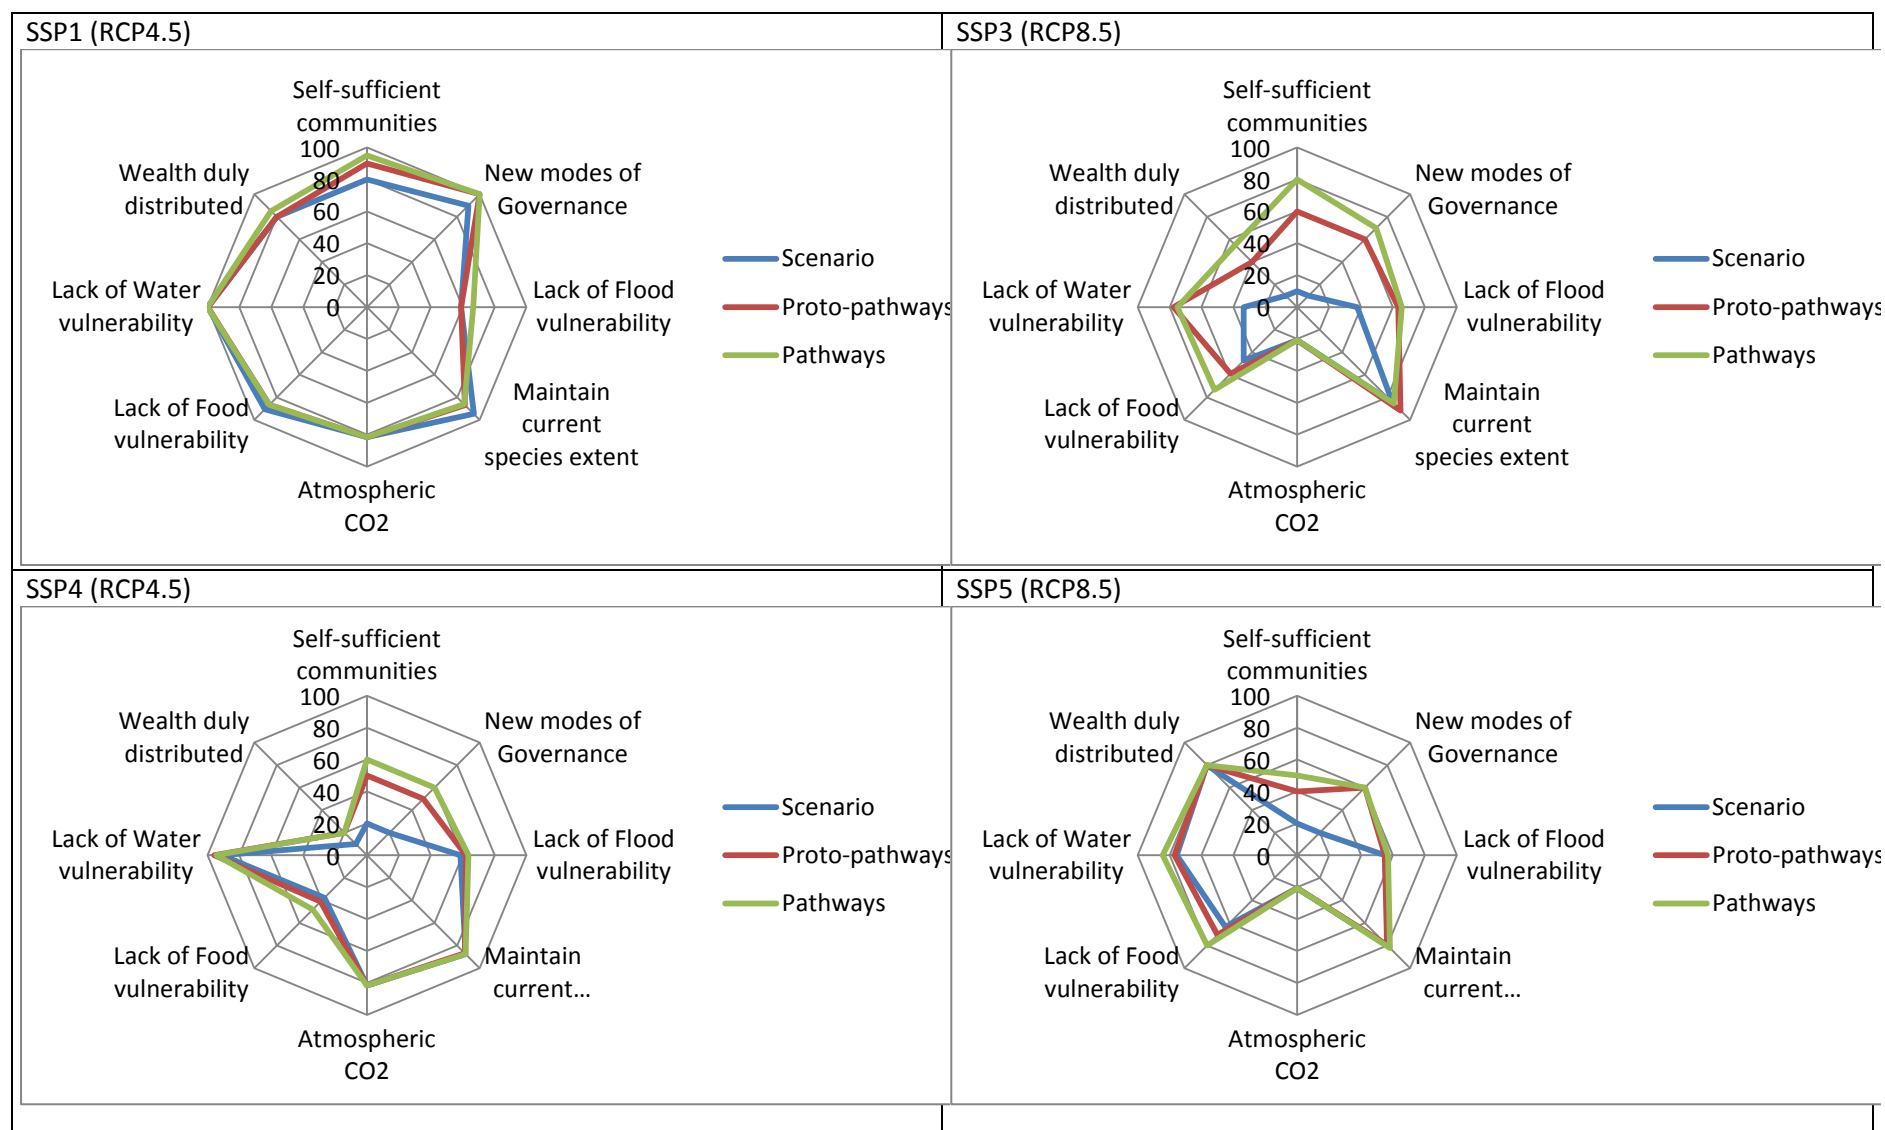 SSP1 (RCP4.5)
Self-sufficient
communities
New modes of
Governance
Lack of Flood
vulnerability
Maintain
current
species extent
Atmospheric
CO2
Lack of Food
vulnerability
Lack of Water
vulnerability
Wealth duly
distributed
100
80
60
40
20
0
Scenario
Proto-pathways
Pathways
SSP3 (RCP8.5)
Self-sufficient
communities
New modes of
Governance
Lack of Flood
vulnerability
Maintain
current
species extent
Atmospheric
CO2
Lack of Food
vulnerability
Lack of Water
vulnerability
Wealth duly
distributed
100
80
60
40
20
0
Scenario
Proto-pathways
Pathways
SSP4 (RCP4.5)
Self-sufficient
communities
New modes of
Governance
Lack of Flood
vulnerability
Maintain
current...
Atmospheric
CO2
Lack of Food
vulnerability
Lack of Water
vulnerability
Wealth duly
distributed
100
80
60
40
20
0
Scenario
Proto-pathways
Pathways
SSP5 (RCP8.5)
Self-sufficient
communities
New modes of
Governance
Lack of Flood
vulnerability
Maintain
current...
Atmospheric
CO2
Lack of Food
vulnerability
Lack of Water
vulnerability
Wealth duly
distributed
100
80
60
40
20
0
Scenario
Proto-pathways
Pathways